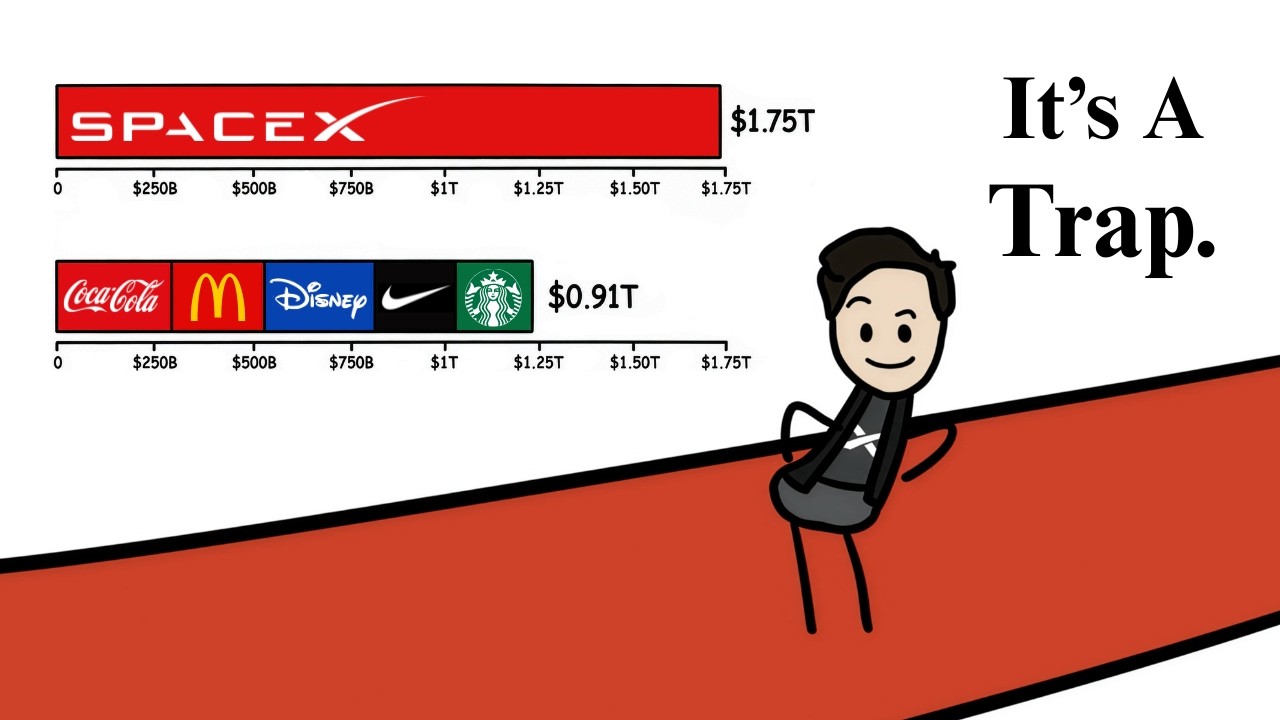 SPACEX
$1.75T
0 $250B $500B $750B $1T $1.25T $1.50T $1.75T
Coca-Cola DISNEY $0.91T
0 $250B $500B $750B $1T $1.25T $1.50T $1.75T
It’s A
Trap.